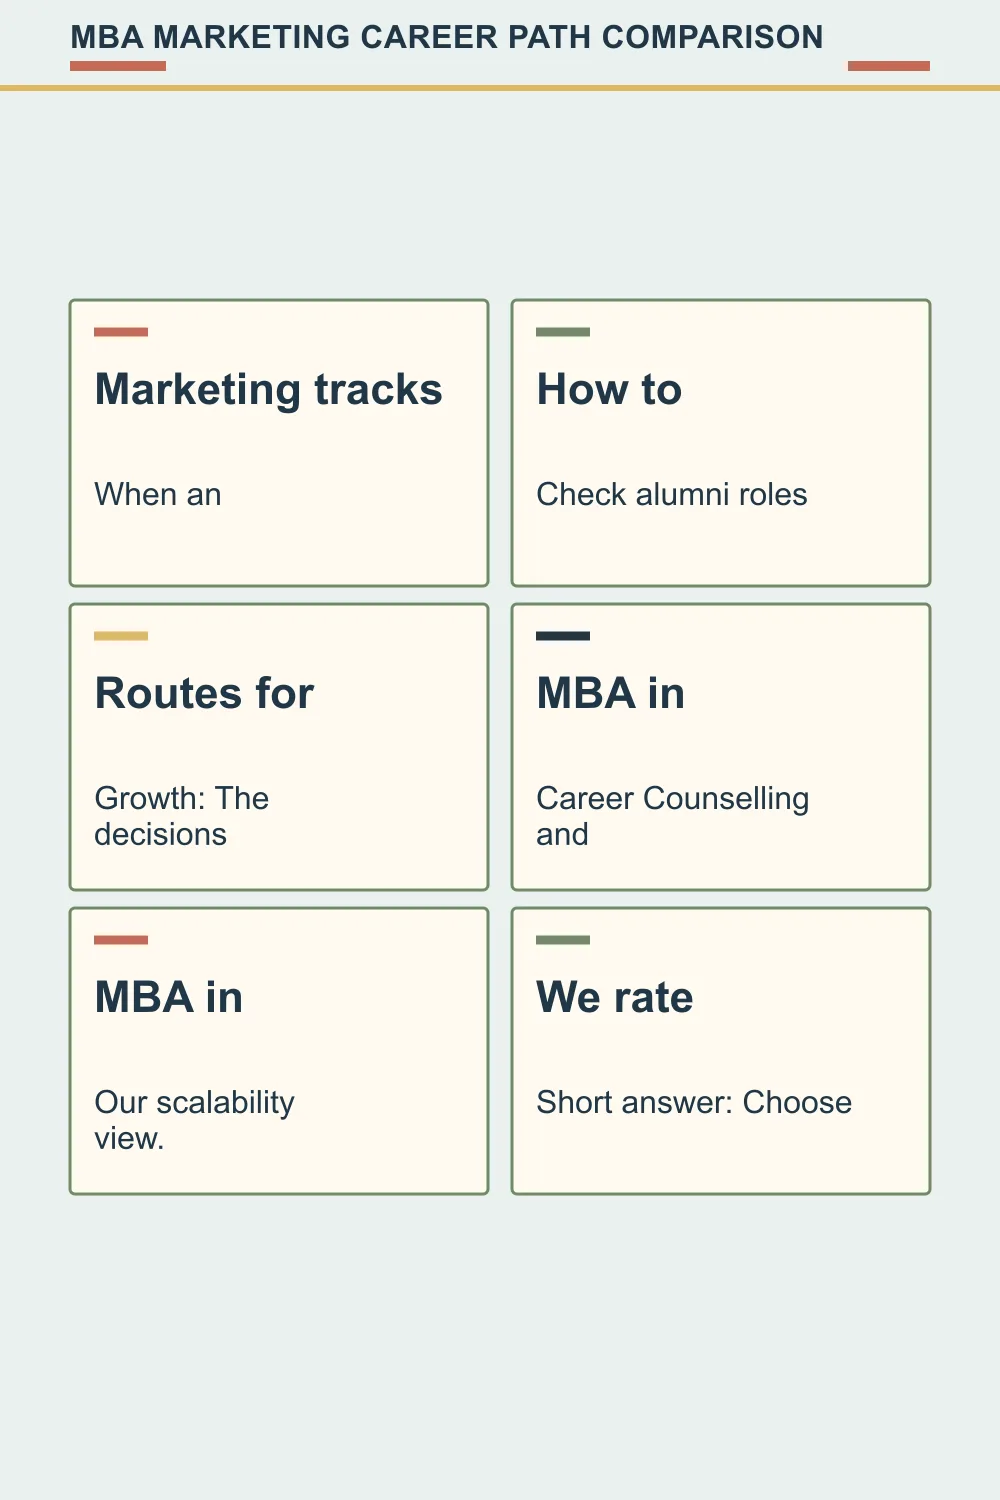 MBA MARKETING CAREER PATH COMPARISON
Marketing tracks
When an
How to
Check alumni roles
Routes for
Growth: The
decisions
MBA in
Career Counselling
and
MBA in
Our scalability
view.
We rate
Short answer: Choose